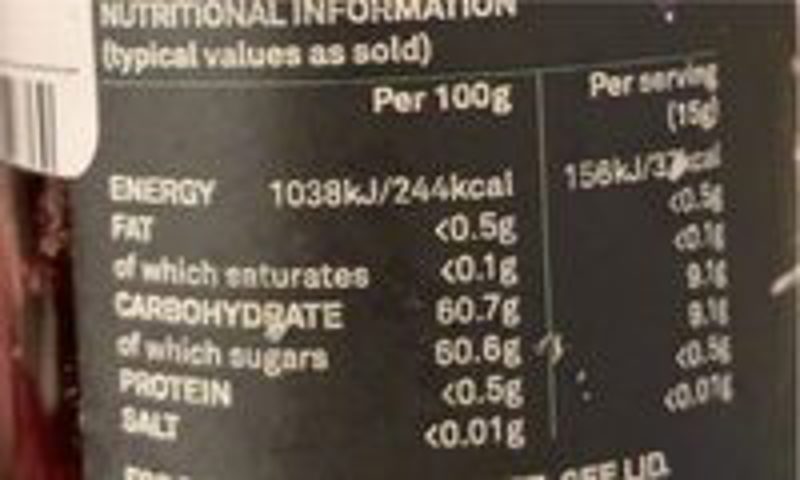 NUTRITIONAL INFORMATION
(typical values as sold)
Per 100g Per serving
(15g)
ENERGY 1038kJ/244kcal 156kJ/37kcal
FAT <0.5g <0.5g
of which saturates <0.1g <0.1g
CARBOHYDRATE 60.7g 9.1g
of which sugars 60.6g 9.1g
PROTEIN <0.5g <0.5g
SALT <0.01g <0.01g